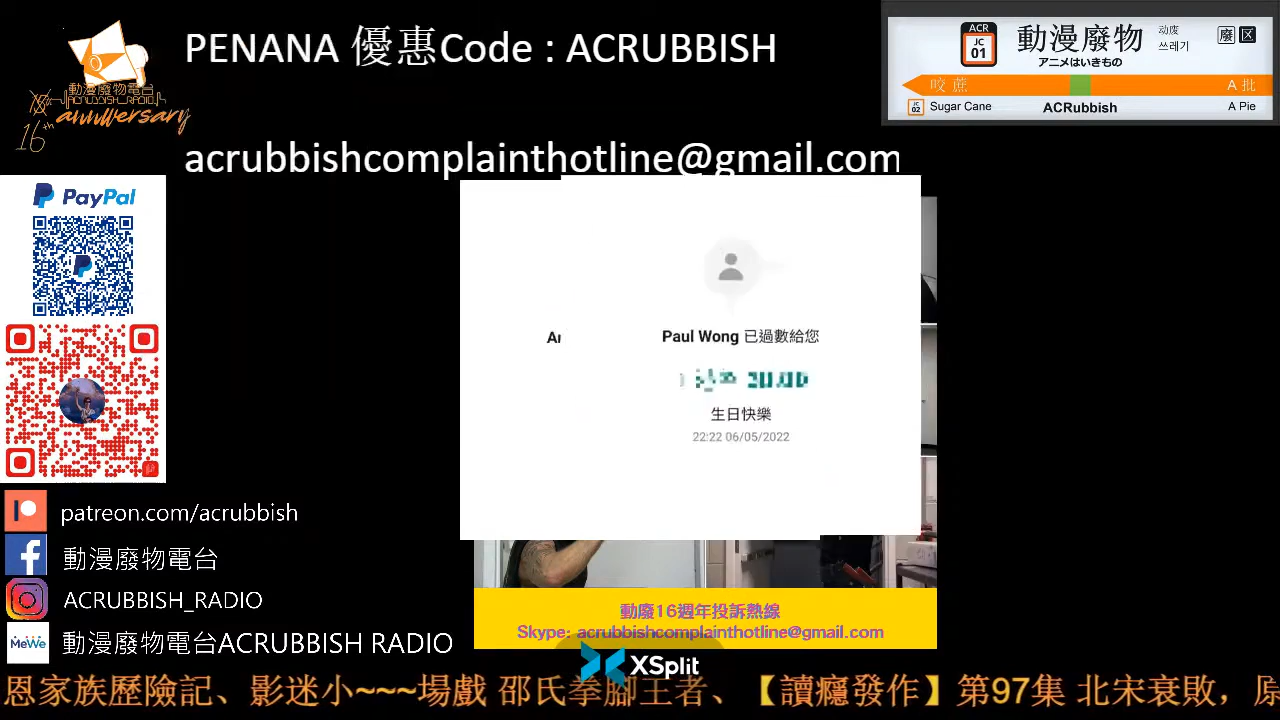 PENANA 優惠Code : ACRUBBISH
acrubbishcomplainthotline@gmail.com
動漫廢物電台
ACRUBBISH_RADIO
16th anniversary
ACR
JC
01
動漫廢物
アニメはいきもの
动废
쓰레기
廢 区
咬蔗
A 批
JC
02
Sugar Cane
ACRubbish
A Pie
PayPal
patreon.com/acrubbish
動漫廢物電台
ACRUBBISH_RADIO
MeWe
動漫廢物電台ACRUBBISH RADIO
Paul Wong 已過數給您
生日快樂
22:22 06/05/2022
動廢16週年投訴熱線
Skype: acrubbishcomplainthotline@gmail.com
XSplit
恩家族歷險記、影迷小~~~場戲 邵氏拳腳王者、【讀癮發作】第97集 北宋衰敗，